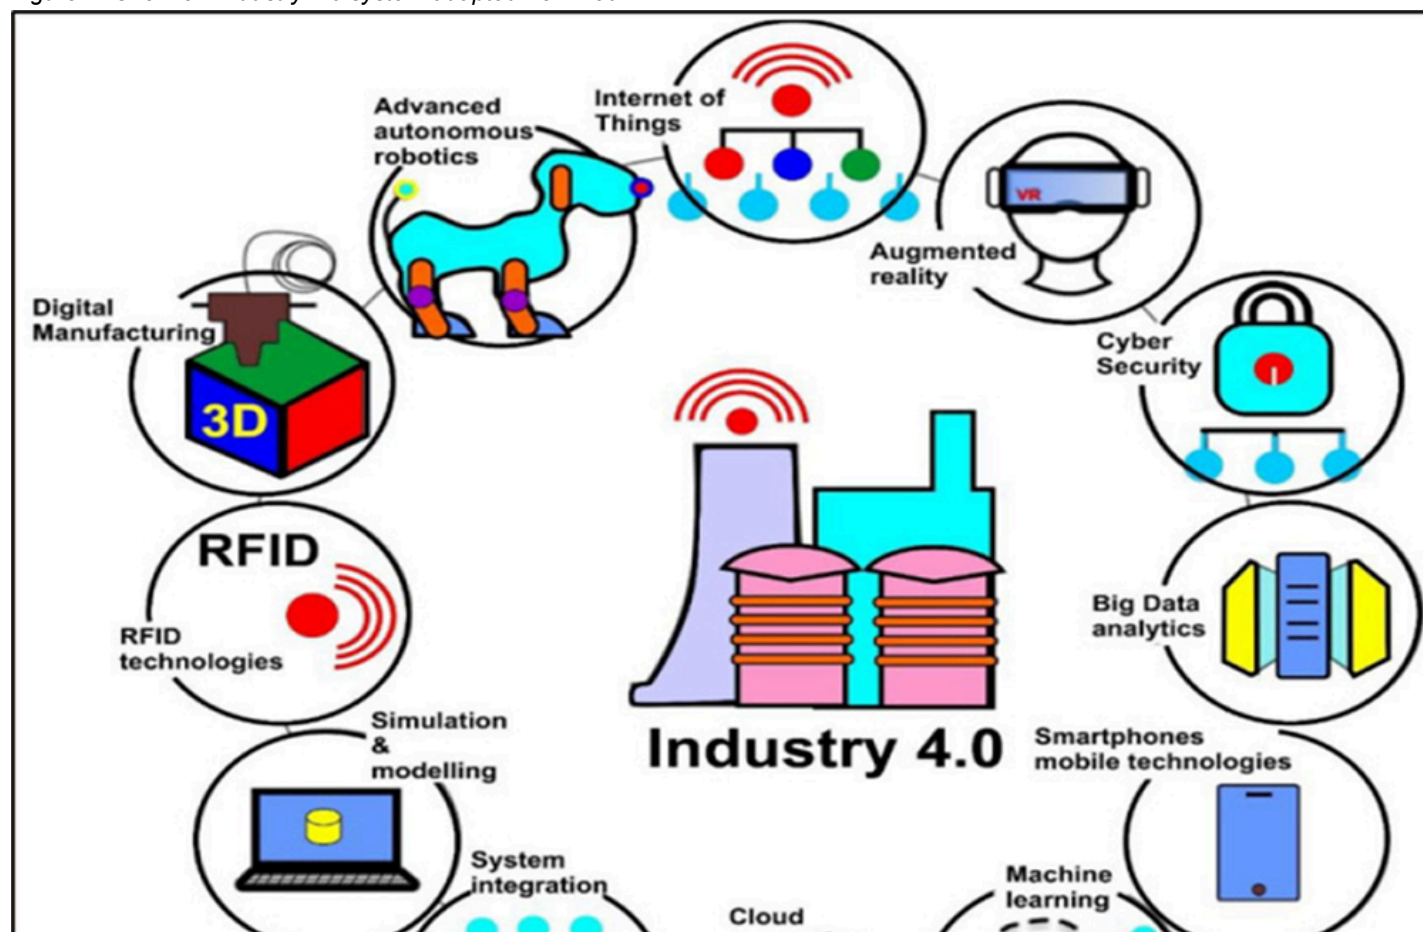 Internet of
Things
Advanced
autonomous
robotics
VR
Augmented
reality
Digital
Manufacturing
Cyber
Security
3D
RFID
Big Data
analytics
RFID
technologies
Simulation
&
modelling
Industry 4.0
Smartphones
mobile technologies
System
integration
Machine
learning
Cloud